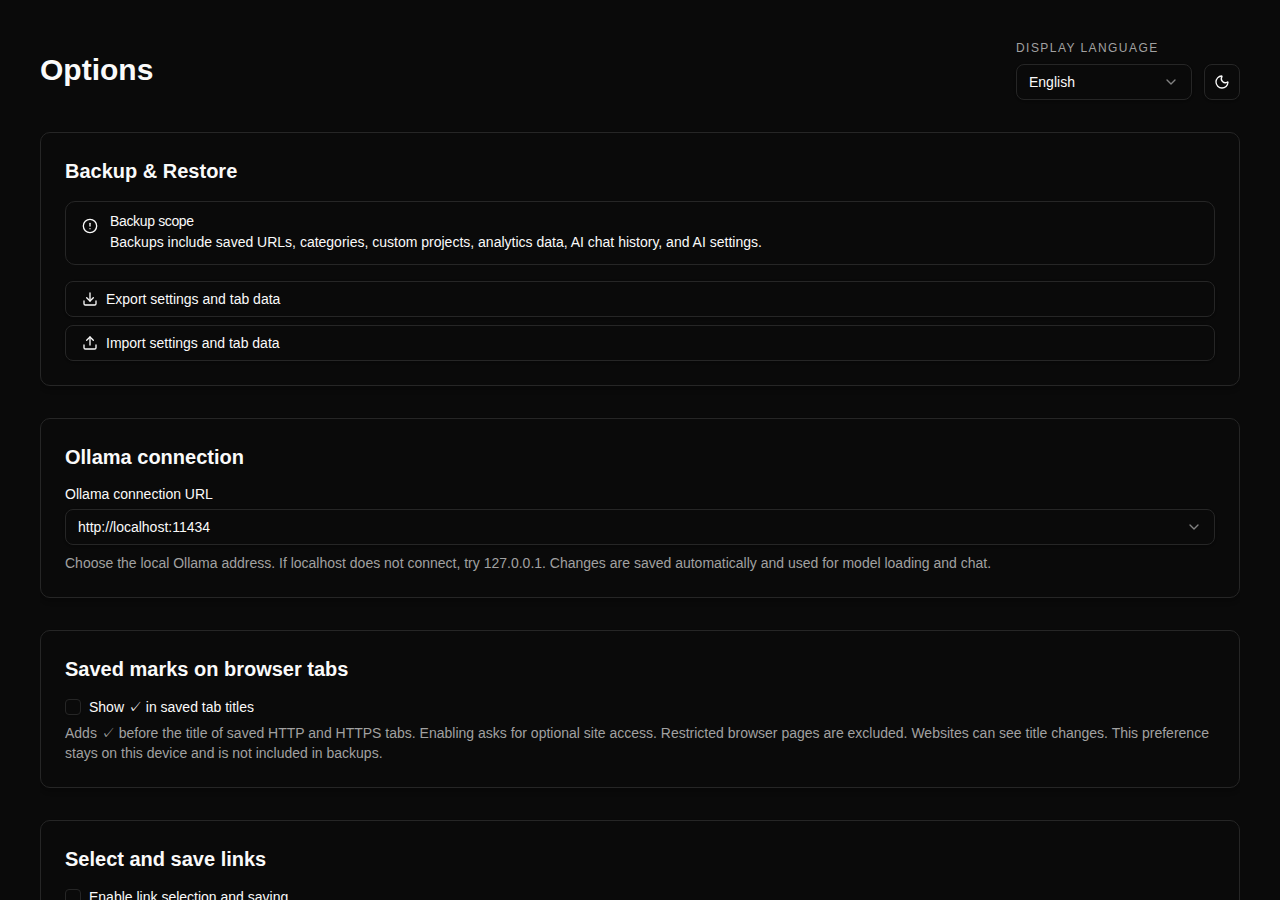 Options
DISPLAY LANGUAGE
English
Backup & Restore
Backup scope
Backups include saved URLs, categories, custom projects, analytics data, AI chat history, and AI settings.
Export settings and tab data
Import settings and tab data
Ollama connection
Ollama connection URL
http://localhost:11434
Choose the local Ollama address. If localhost does not connect, try 127.0.0.1. Changes are saved automatically and used for model loading and chat.
Saved marks on browser tabs
Show ✓ in saved tab titles
Adds ✓ before the title of saved HTTP and HTTPS tabs. Enabling asks for optional site access. Restricted browser pages are excluded. Websites can see title changes. This preference
stays on this device and is not included in backups.
Select and save links
Enable link selection and saving